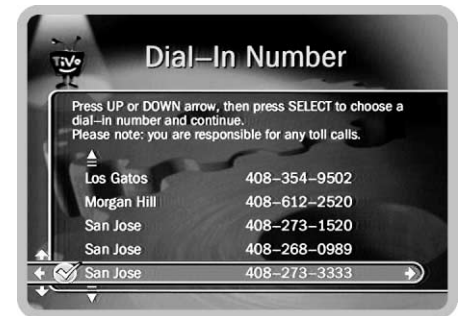 TiVo
Dial–In Number
Press UP or DOWN arrow, then press SELECT to choose a
dial–in number and continue.
Please note: you are responsible for any toll calls.
Los Gatos 408–354–9502
Morgan Hill 408–612–2520
San Jose 408–273–1520
San Jose 408–268–0989
San Jose 408–273–3333